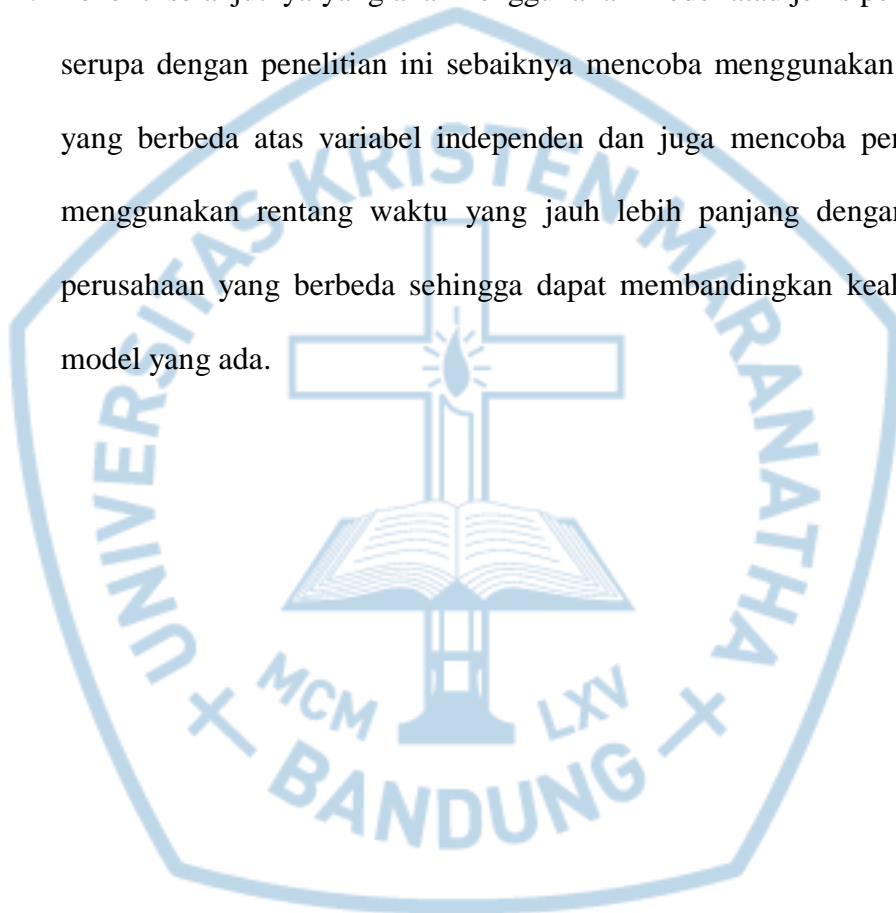 serupa dengan penelitian ini sebaiknya mencoba menggunakan
yang berbeda atas variabel independen dan juga mencoba
menggunakan rentang waktu yang jauh lebih panjang
perusahaan yang berbeda sehingga dapat membandingkan
model yang ada.
UNIVERSITAS KRISTEN MARANATHA
MCM LXV
BANDUNG